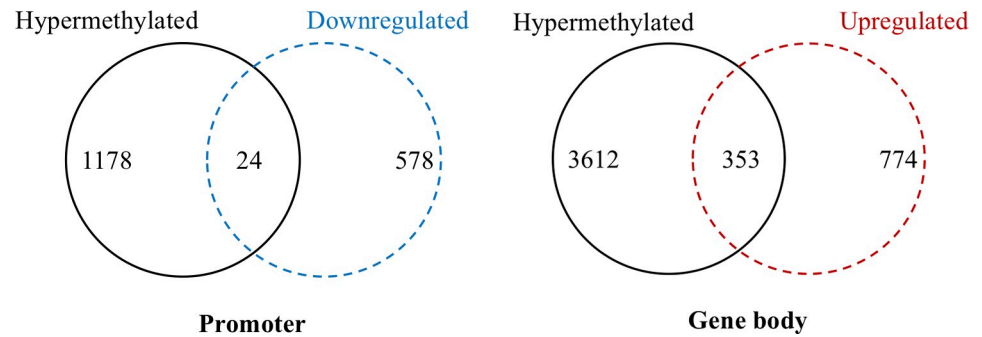 Hypermethylated Downregulated Hypermethylated Upregulated
1178 24 578 3612 353 774
Promoter Gene body